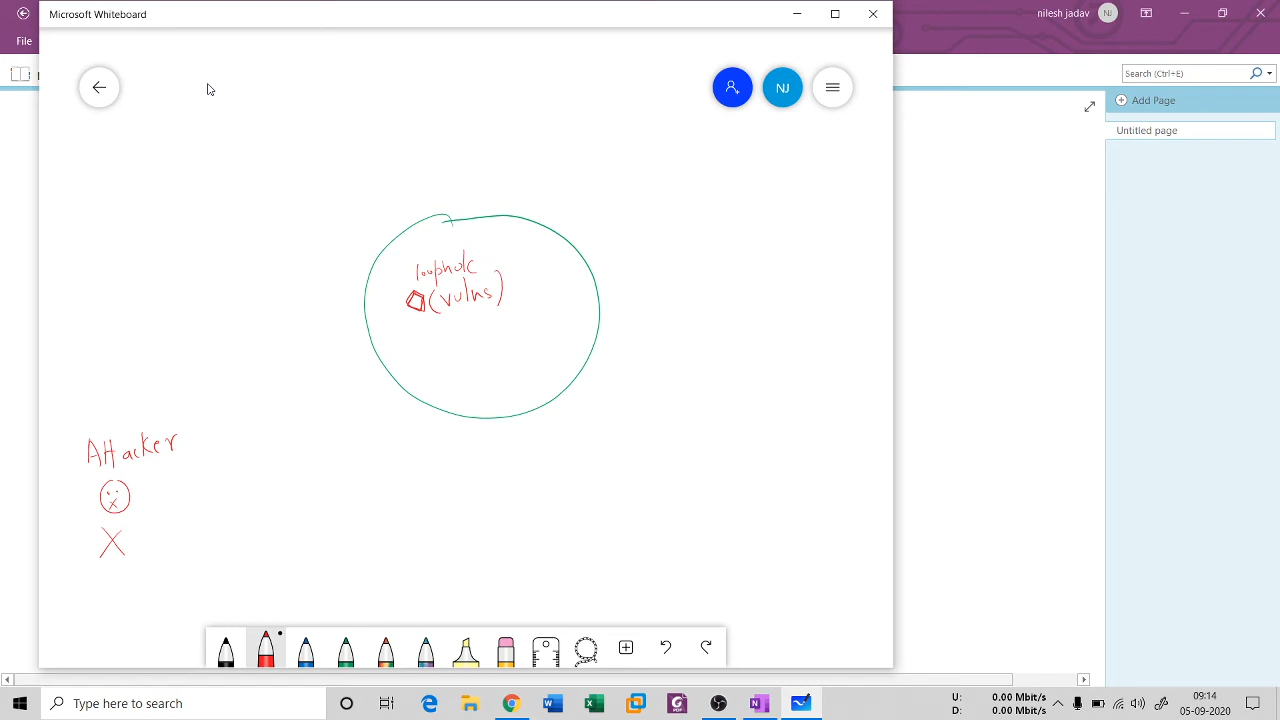 Microsoft Whiteboard
nilesh jadav
NJ
File
Search (Ctrl+E)
NJ
Add Page
Untitled page
loophole
(vulns)
Attacker
Type here to search
U: 0.00 Mbit/s
D: 0.00 Mbit/s
09:14
05-09-2020